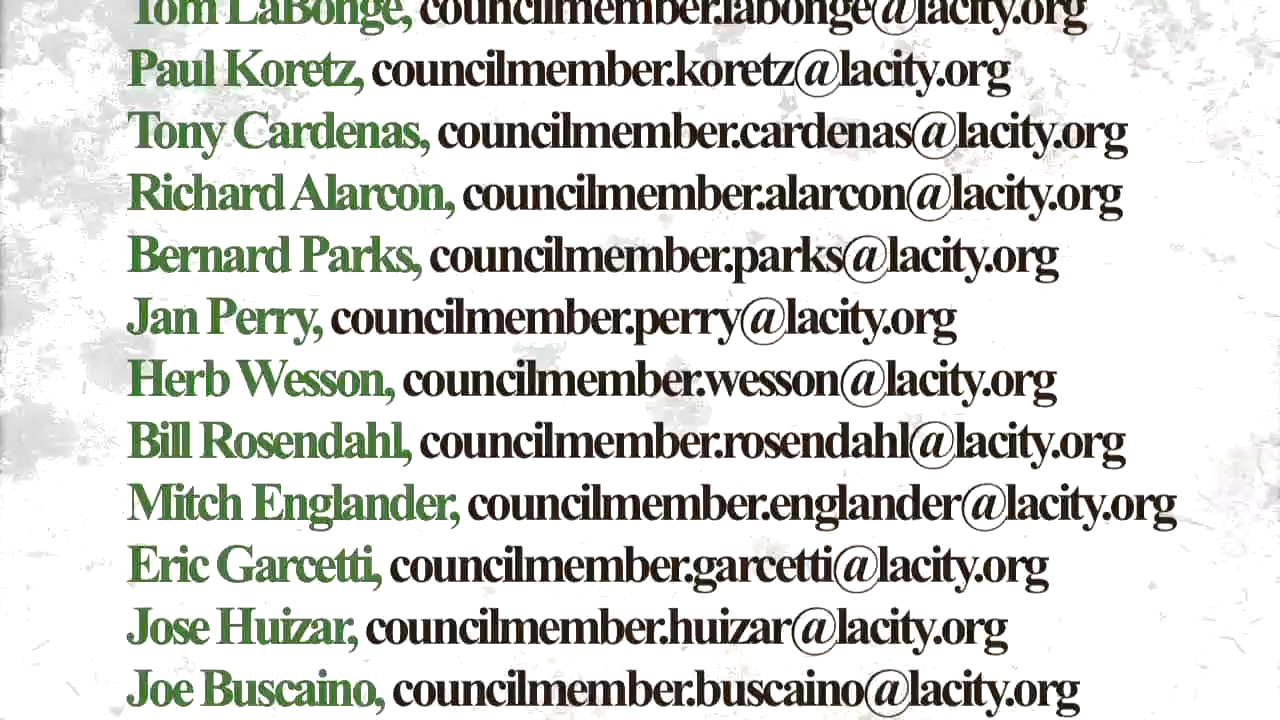 Tom LaBonge, councilmember.labonge@lacity.org
Paul Koretz, councilmember.koretz@lacity.org
Tony Cardenas, councilmember.cardenas@lacity.org
Richard Alarcon, councilmember.alarcon@lacity.org
Bernard Parks, councilmember.parks@lacity.org
Jan Perry, councilmember.perry@lacity.org
Herb Wesson, councilmember.wesson@lacity.org
Bill Rosendahl, councilmember.rosendahl@lacity.org
Mitch Englander, councilmember.englander@lacity.org
Eric Garcetti, councilmember.garcetti@lacity.org
Jose Huizar, councilmember.huizar@lacity.org
Joe Buscaino, councilmember.buscaino@lacity.org